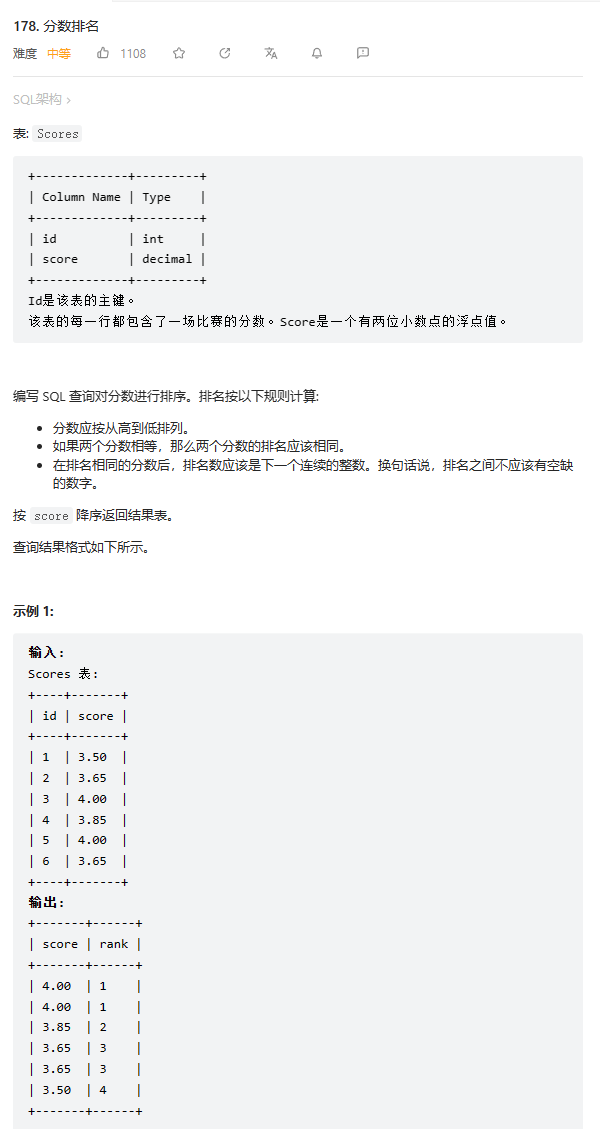 178. 分数排名
难度 中等 1108
SQL架构 >
表: Scores
+-------------+---------+
| Column Name | Type    |
+-------------+---------+
| id          | int     |
| score       | decimal |
+-------------+---------+
Id是该表的主键。
该表的每一行都包含了一场比赛的分数。Score是一个有两位小数点的浮点值。
编写 SQL 查询对分数进行排序。排名按以下规则计算:
• 分数应按从高到低排列。
• 如果两个分数相等，那么两个分数的排名应该相同。
• 在排名相同的分数后，排名数应该是下一个连续的整数。换句话说，排名之间不应该有空缺
的数字。
按 score 降序返回结果表。
查询结果格式如下所示。
示例 1:
输入:
Scores 表:
+----+-------+
| id | score |
+----+-------+
| 1  | 3.50  |
| 2  | 3.65  |
| 3  | 4.00  |
| 4  | 3.85  |
| 5  | 4.00  |
| 6  | 3.65  |
+----+-------+
输出:
+-------+------+
| score | rank |
+-------+------+
| 4.00  | 1    |
| 4.00  | 1    |
| 3.85  | 2    |
| 3.65  | 3    |
| 3.65  | 3    |
| 3.50  | 4    |
+-------+------+